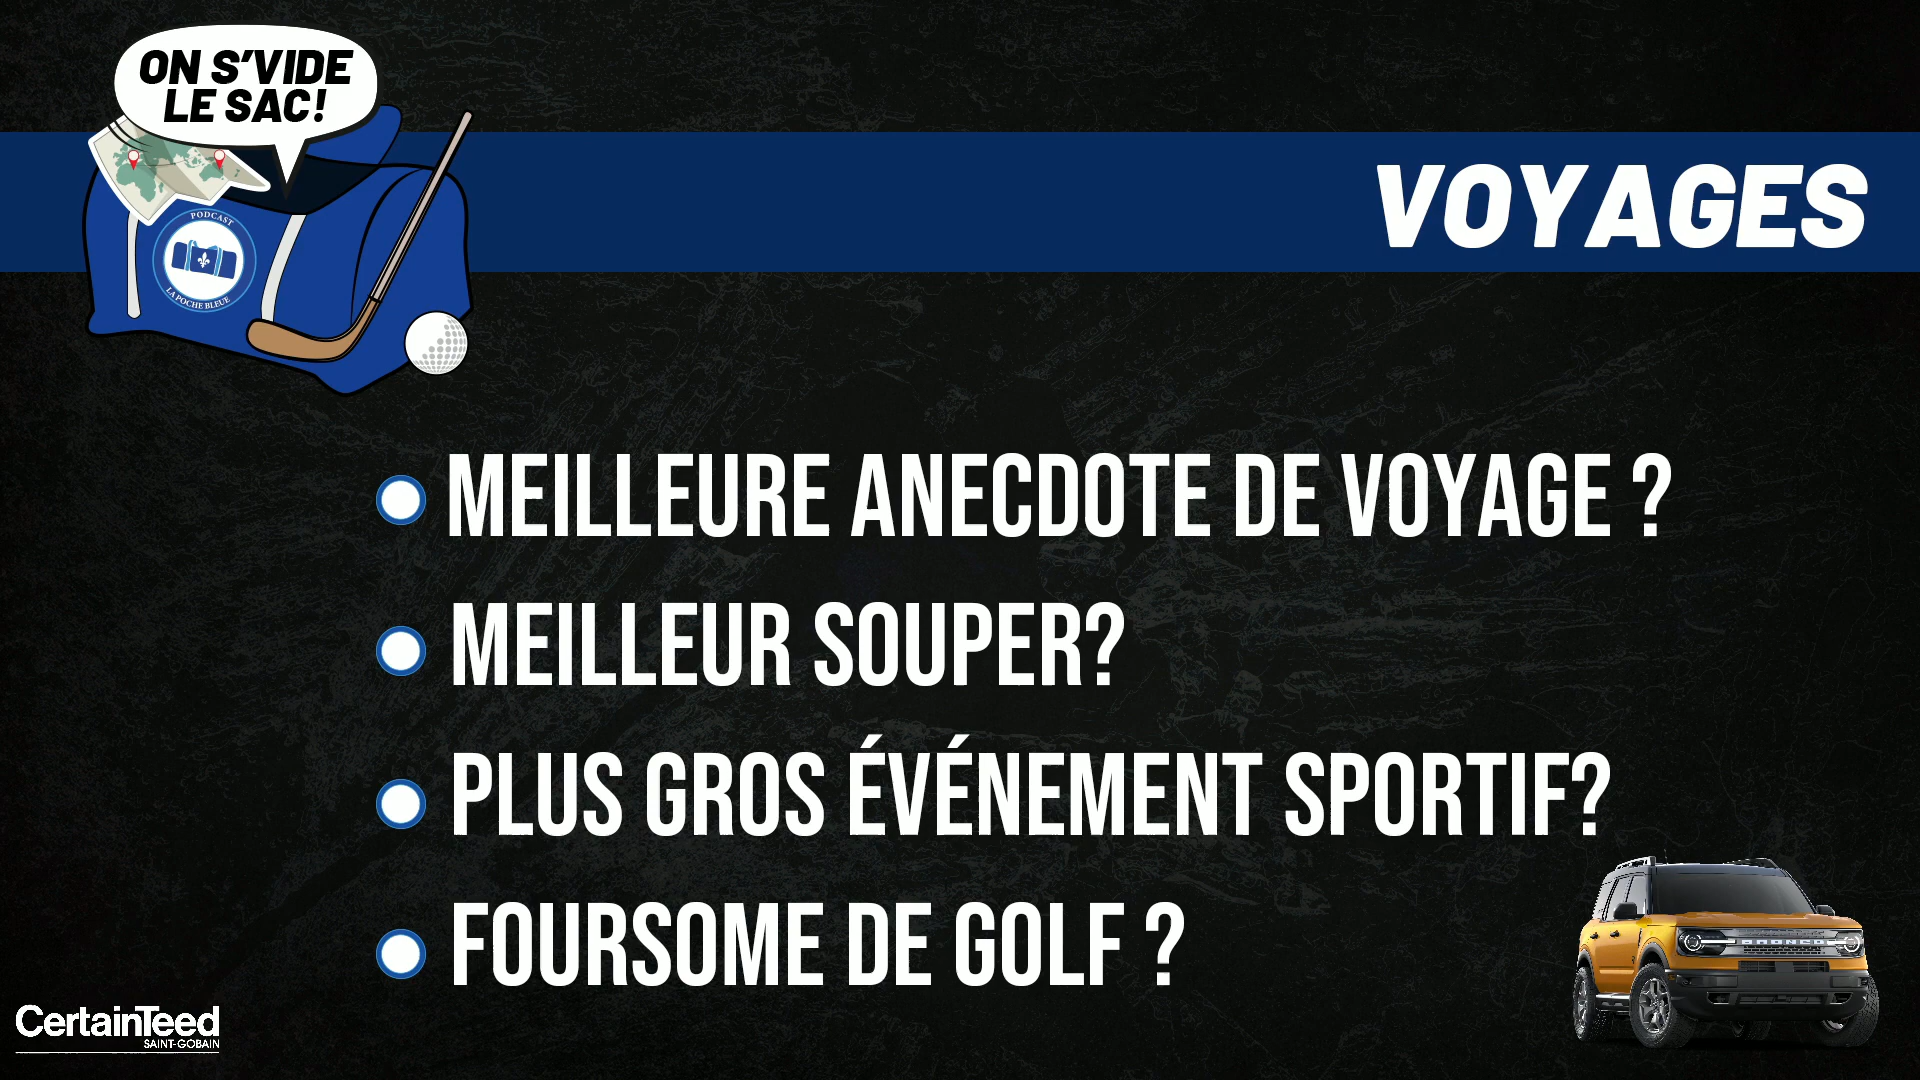 ON S'VIDE
LE SAC!
VOYAGES
PODCAST
LA POCHE BLEUE
MEILLEURE ANECDOTE DE VOYAGE ?
MEILLEUR SOUPER?
PLUS GROS ÉVÉNEMENT SPORTIF?
FOURSOME DE GOLF ?
BRONCO
CertainTeed
SAINT-GOBAIN